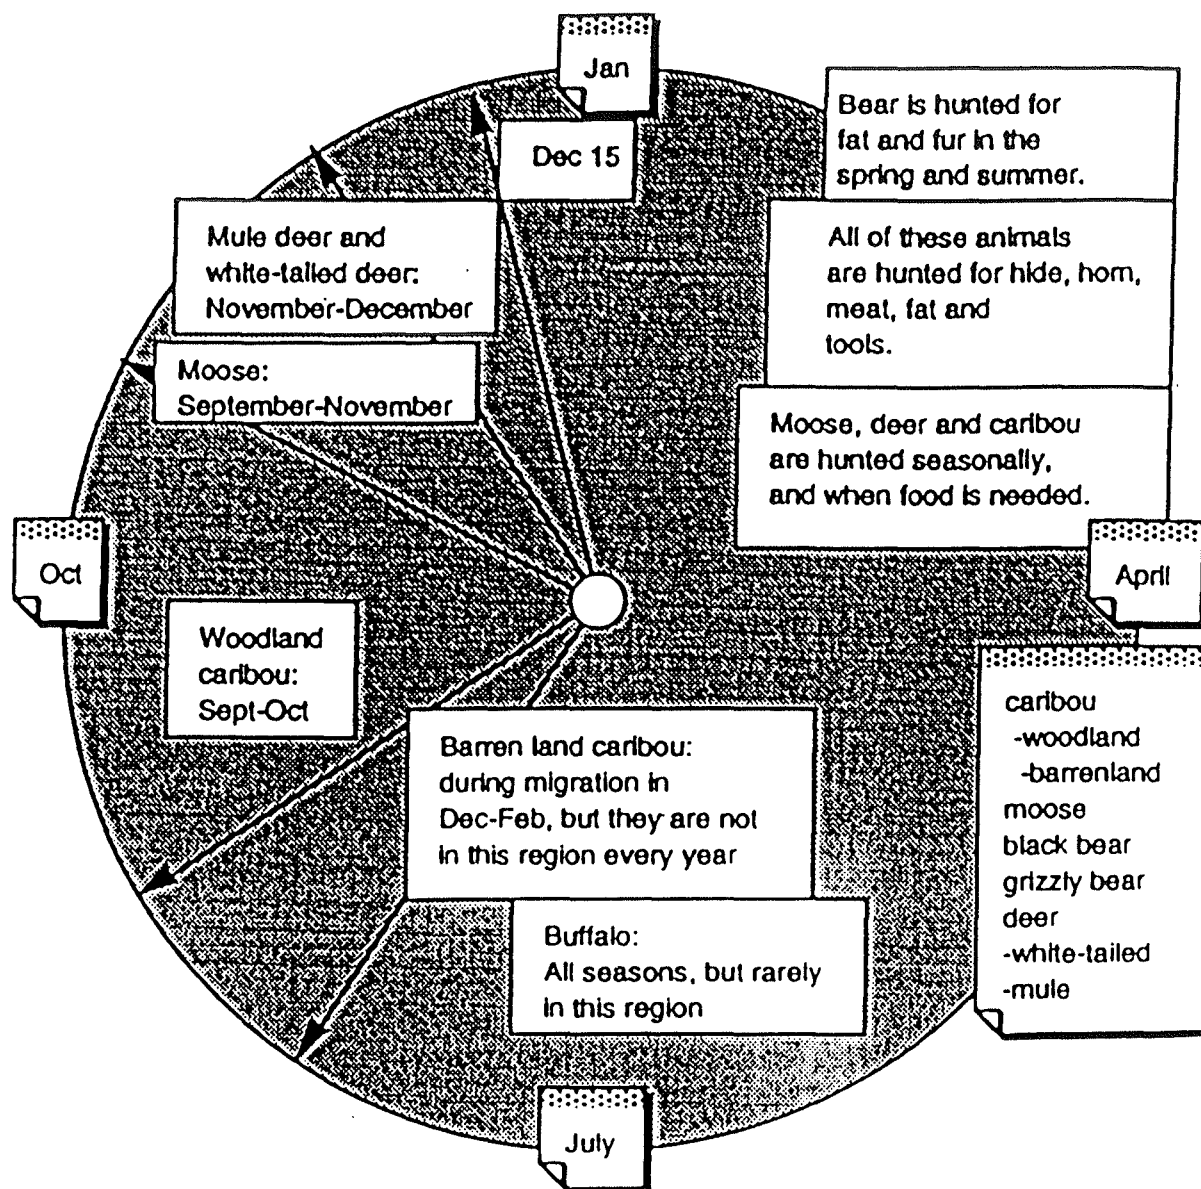 Jan
Dec 15
Bear is hunted for
fat and fur in the
spring and summer.
All of these animals
are hunted for hide, horn,
meat, fat and
tools.
Moose, deer and caribou
are hunted seasonally,
and when food is needed.
Mule deer and
white-tailed deer:
November-December
Moose:
September-November
Oct
April
Woodland
caribou:
Sept-Oct
Barren land caribou:
during migration in
Dec-Feb, but they are not
in this region every year
Buffalo:
All seasons, but rarely
in this region
caribou
-woodland
-barrenland
moose
black bear
grizzly bear
deer
-white-tailed
-mule
July